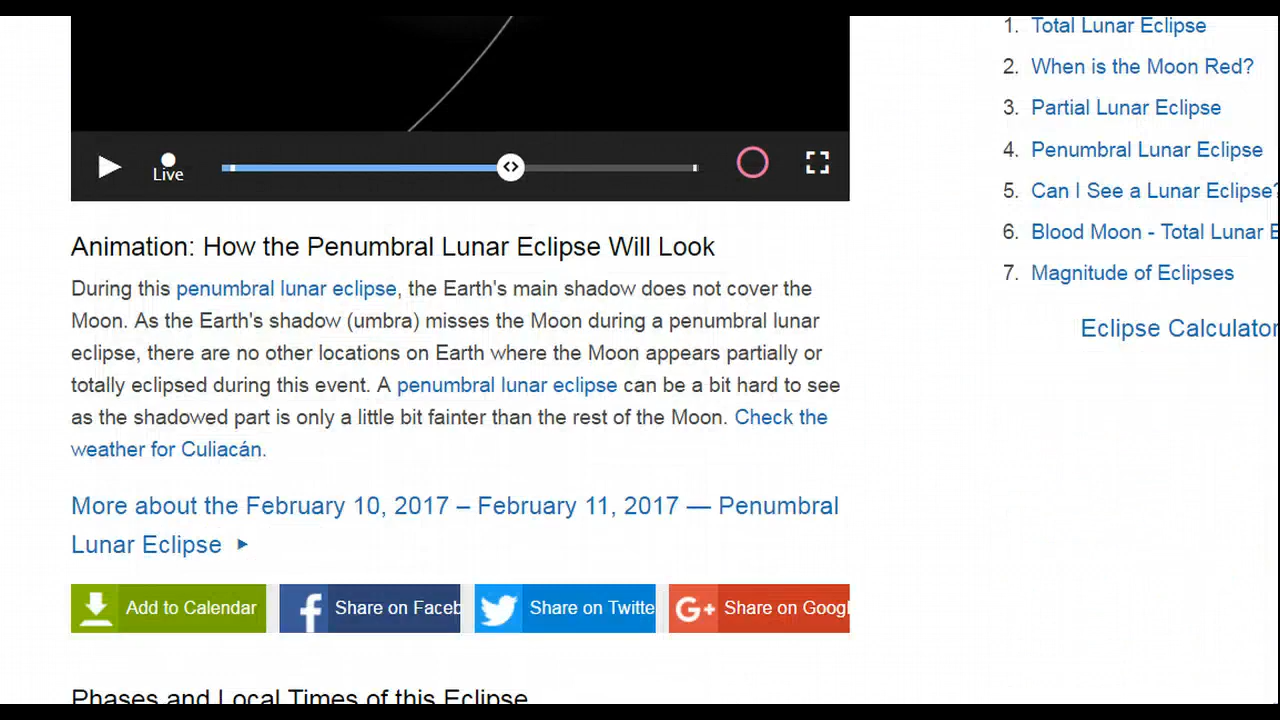 Live
Animation: How the Penumbral Lunar Eclipse Will Look
During this penumbral lunar eclipse, the Earth's main shadow does not cover the
Moon. As the Earth's shadow (umbra) misses the Moon during a penumbral lunar
eclipse, there are no other locations on Earth where the Moon appears partially or
totally eclipsed during this event. A penumbral lunar eclipse can be a bit hard to see
as the shadowed part is only a little bit fainter than the rest of the Moon. Check the
weather for Culiacán.
More about the February 10, 2017 – February 11, 2017 — Penumbral
Lunar Eclipse
Add to Calendar
Share on Faceb
Share on Twitte
G+ Share on Googl
Phases and Local Times of this Eclipse
1. Total Lunar Eclipse
2. When is the Moon Red?
3. Partial Lunar Eclipse
4. Penumbral Lunar Eclipse
5. Can I See a Lunar Eclipse?
6. Blood Moon - Total Lunar E
7. Magnitude of Eclipses
Eclipse Calculator